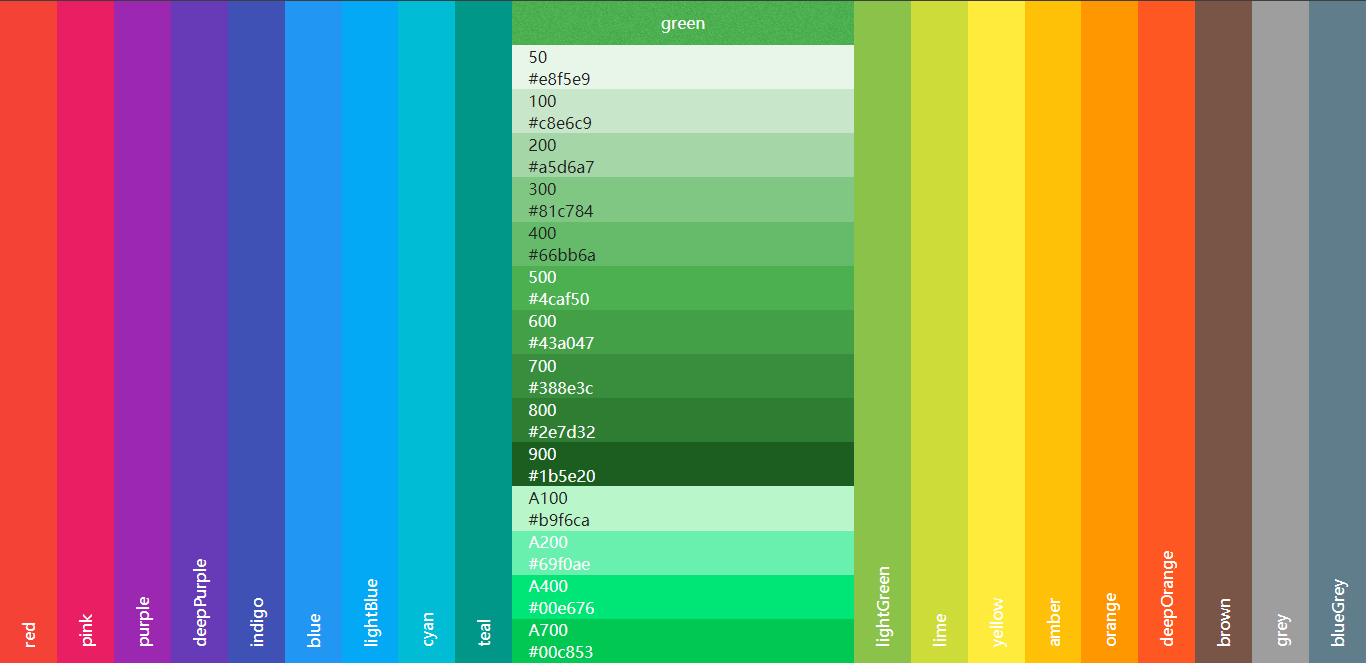 red
pink
purple
deepPurple
indigo
blue
lightBlue
cyan
teal
green
50
#e8f5e9
100
#c8e6c9
200
#a5d6a7
300
#81c784
400
#66bb6a
500
#4caf50
600
#43a047
700
#388e3c
800
#2e7d32
900
#1b5e20
A100
#b9f6ca
A200
#69f0ae
A400
#00e676
A700
#00c853
lightGreen
lime
yellow
amber
orange
deepOrange
brown
grey
blueGrey